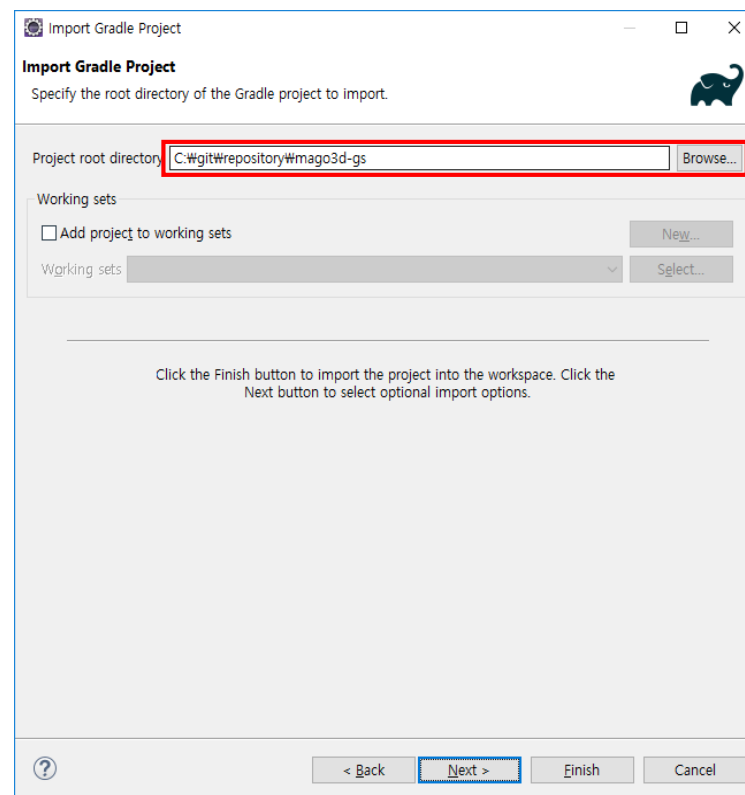 Import Gradle Project
Import Gradle Project
Specify the root directory of the Gradle project to import.
Project root directory C:₩git₩repository₩mago3d-gs Browse...
Working sets
Add project to working sets New...
Working sets Select...
Click the Finish button to import the project into the workspace. Click the
Next button to select optional import options.
?
< Back Next > Finish Cancel